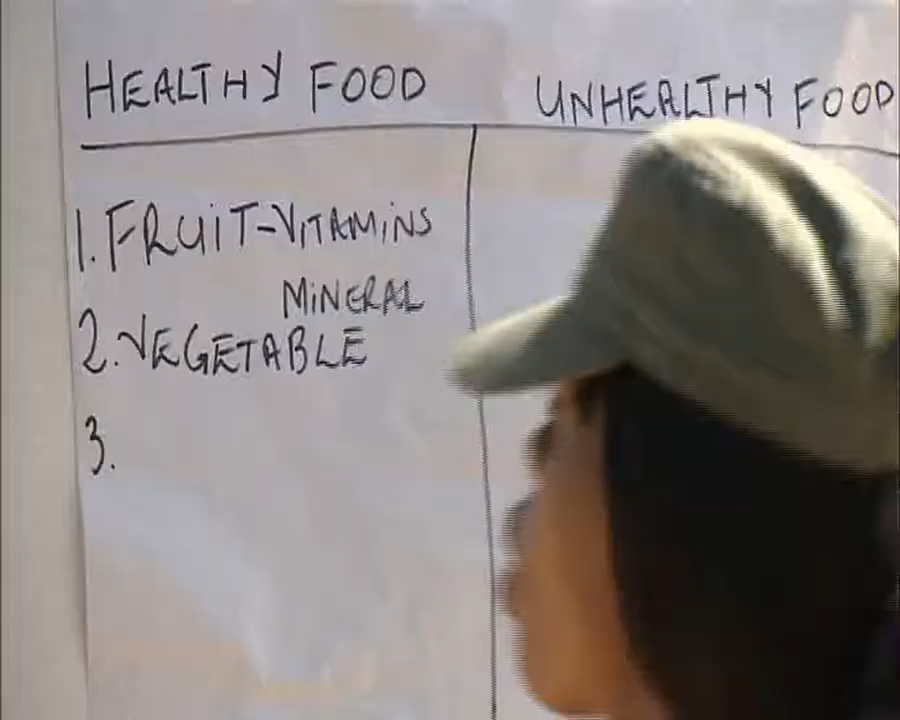 HEALTHY FOOD
UNHEALTHY FOOD
1. FRUIT-VITAMINS
MINERAL
2. VEGETABLE
3.